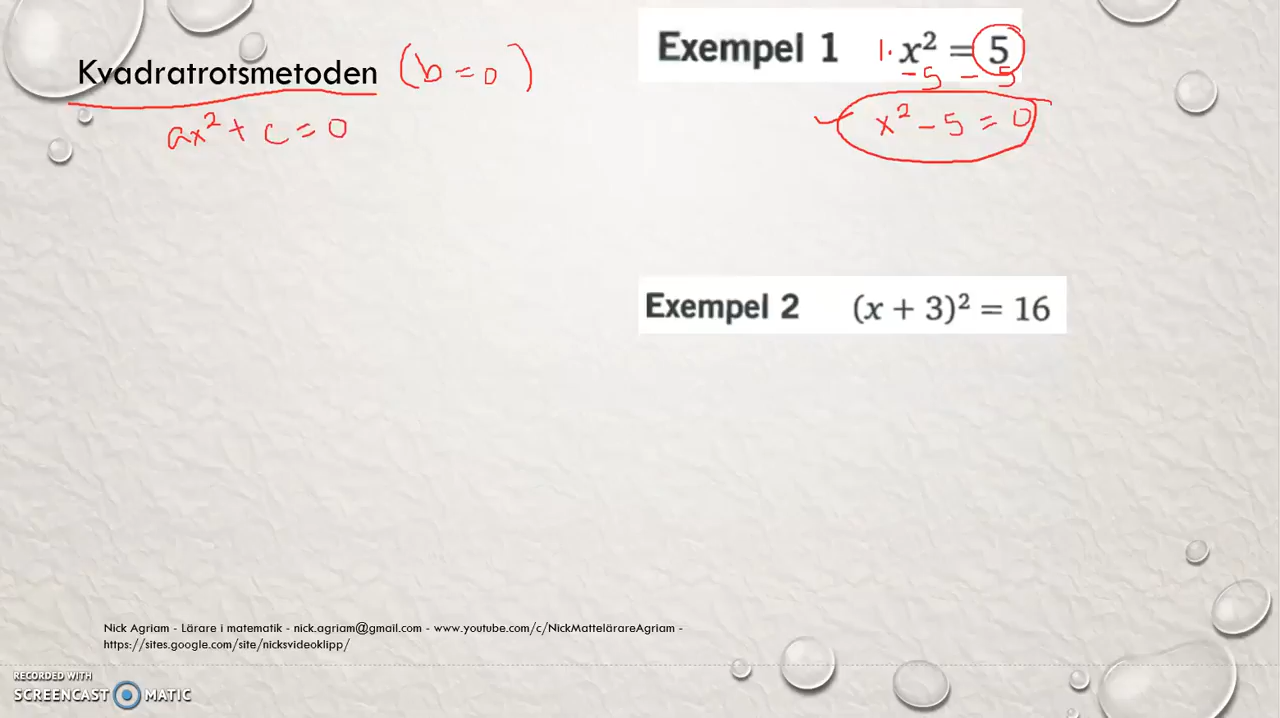 Kvadratrotsmetoden (b = 0)
ax² + c = 0
Exempel 1 1· x² = 5
-5 - 5
x² - 5 = 0
Exempel 2 (x + 3)² = 16
Nick Agriam - Lärare i matematik - nick.agriam@gmail.com - www.youtube.com/c/NickMattelärareAgriam -
https://sites.google.com/site/nicksvideoklipp/
RECORDED WITH
SCREENCAST MATIC